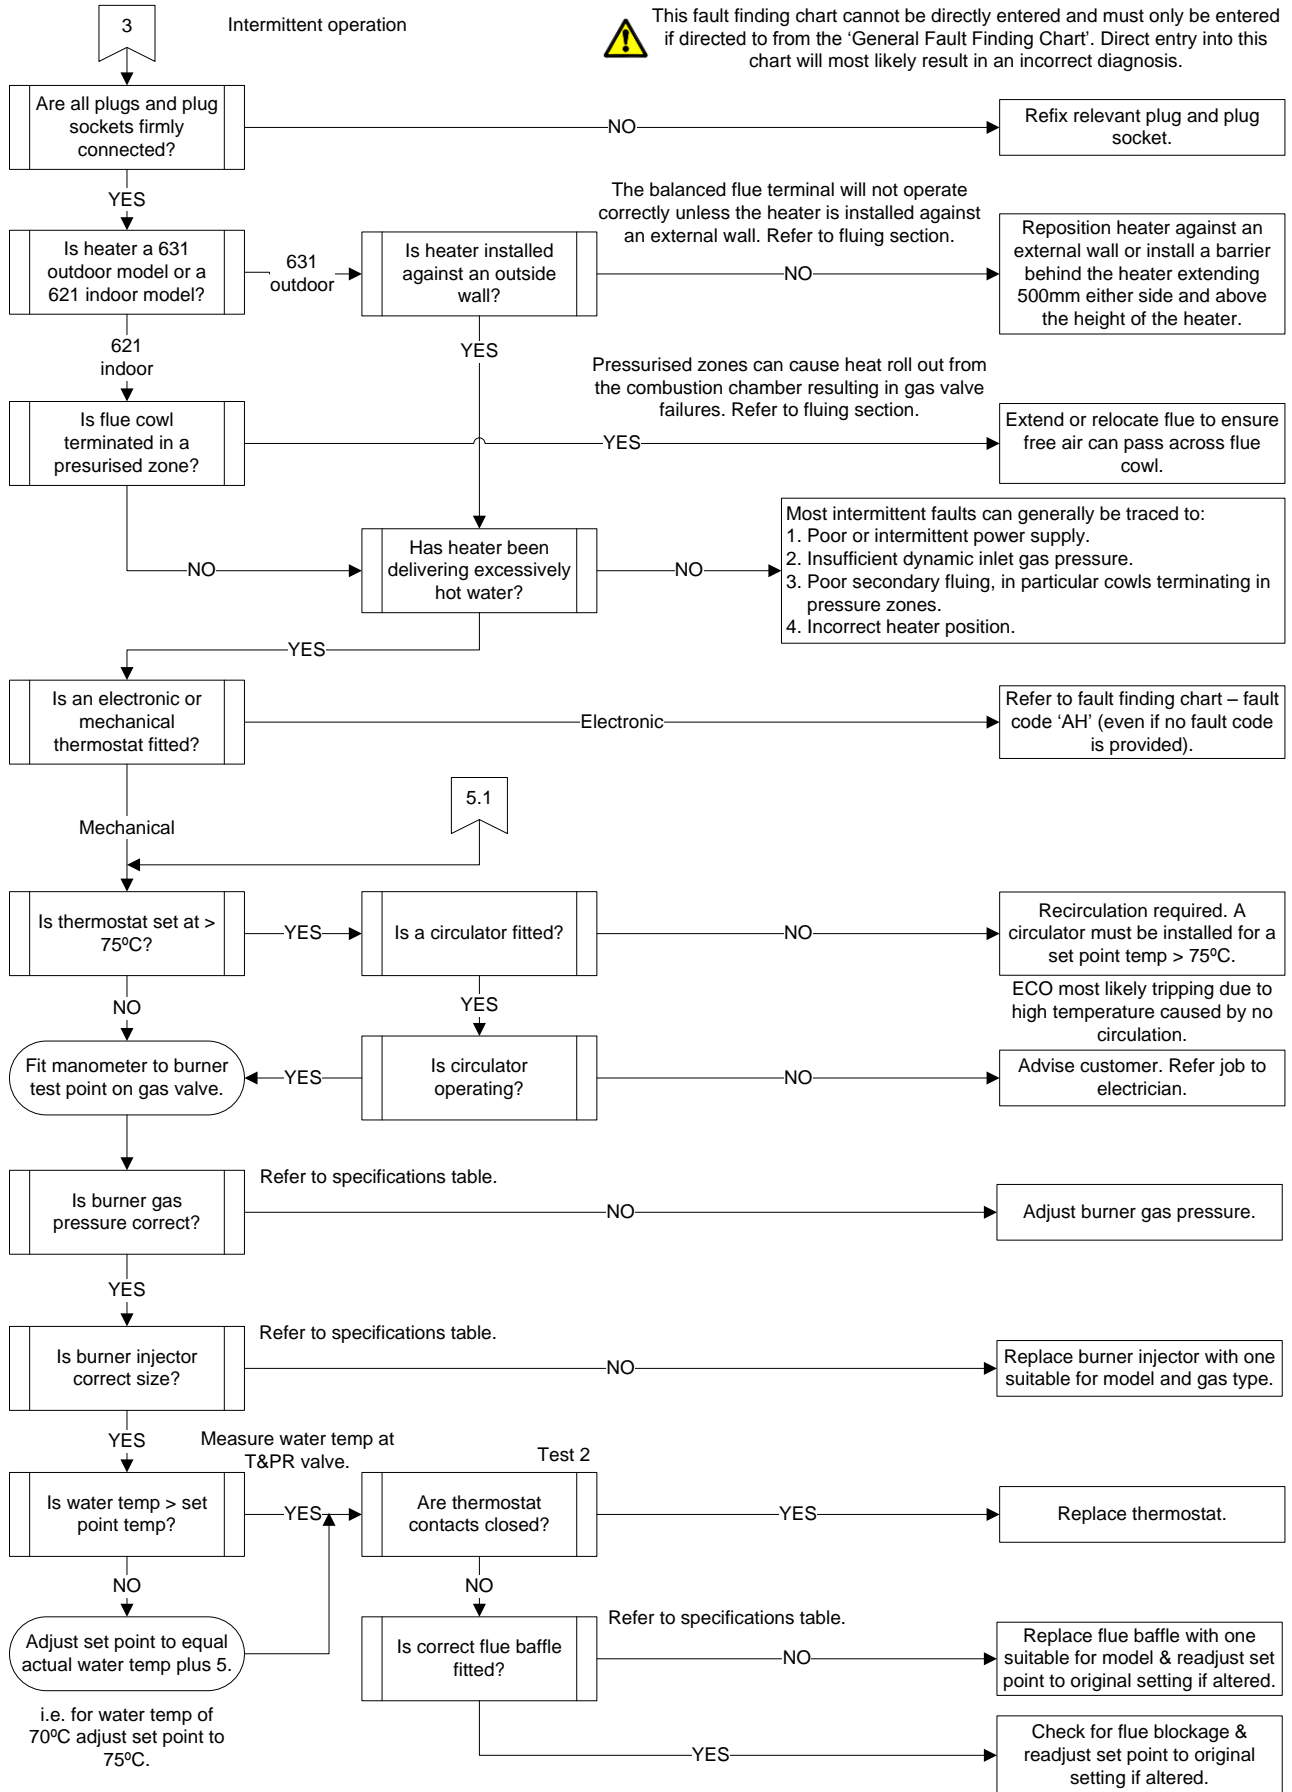 3
Intermittent operation
This fault finding chart cannot be directly entered and must only be entered
if directed to from the ‘General Fault Finding Chart’. Direct entry into this
chart will most likely result in an incorrect diagnosis.
Are all plugs and plug
sockets firmly
connected?
NO
Refix relevant plug and plug
socket.
YES
The balanced flue terminal will not operate
correctly unless the heater is installed against
an external wall. Refer to fluing section.
Is heater a 631
outdoor model or a
621 indoor model?
631
outdoor
Is heater installed
against an outside
wall?
NO
Reposition heater against an
external wall or install a barrier
behind the heater extending
500mm either side and above
the height of the heater.
621
indoor
YES
Pressurised zones can cause heat roll out from
the combustion chamber resulting in gas valve
failures. Refer to fluing section.
Is flue cowl
terminated in a
presurised zone?
YES
Extend or relocate flue to ensure
free air can pass across flue
cowl.
NO
Has heater been
delivering excessively
hot water?
NO
Most intermittent faults can generally be traced to:
1. Poor or intermittent power supply.
2. Insufficient dynamic inlet gas pressure.
3. Poor secondary fluing, in particular cowls terminating in
pressure zones.
4. Incorrect heater position.
YES
Is an electronic or
mechanical
thermostat fitted?
Electronic
Refer to fault finding chart – fault
code ‘AH’ (even if no fault code
is provided).
Mechanical
5.1
Is thermostat set at >
75ºC?
YES
Is a circulator fitted?
NO
Recirculation required. A
circulator must be installed for a
set point temp > 75ºC.
NO
YES
ECO most likely tripping due to
high temperature caused by no
circulation.
Fit manometer to burner
test point on gas valve.
YES
Is circulator
operating?
NO
Advise customer. Refer job to
electrician.
Refer to specifications table.
Is burner gas
pressure correct?
NO
Adjust burner gas pressure.
YES
Refer to specifications table.
Is burner injector
correct size?
NO
Replace burner injector with one
suitable for model and gas type.
YES
Measure water temp at
T&PR valve.
Test 2
Is water temp > set
point temp?
YES
Are thermostat
contacts closed?
YES
Replace thermostat.
NO
NO
Refer to specifications table.
Adjust set point to equal
actual water temp plus 5.
Is correct flue baffle
fitted?
NO
Replace flue baffle with one
suitable for model & readjust set
point to original setting if altered.
i.e. for water temp of
70ºC adjust set point to
75ºC.
YES
Check for flue blockage &
readjust set point to original
setting if altered.